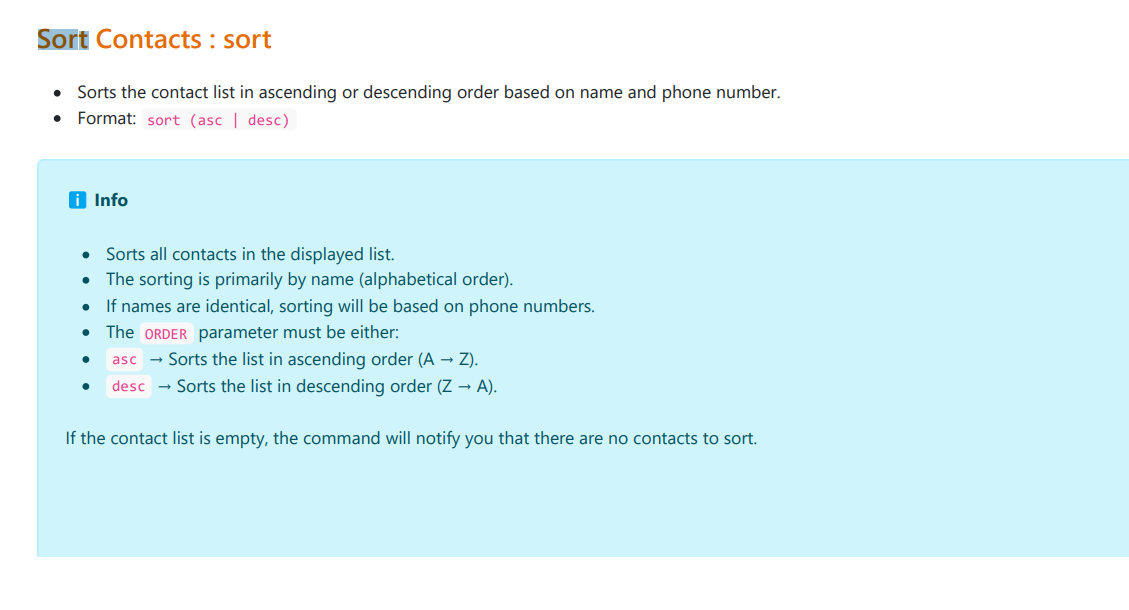 Sort Contacts : sort
• Sorts the contact list in ascending or descending order based on name and phone number.
• Format: sort (asc | desc)
i Info
• Sorts all contacts in the displayed list.
• The sorting is primarily by name (alphabetical order).
• If names are identical, sorting will be based on phone numbers.
• The ORDER parameter must be either:
• asc → Sorts the list in ascending order (A → Z).
• desc → Sorts the list in descending order (Z → A).
If the contact list is empty, the command will notify you that there are no contacts to sort.